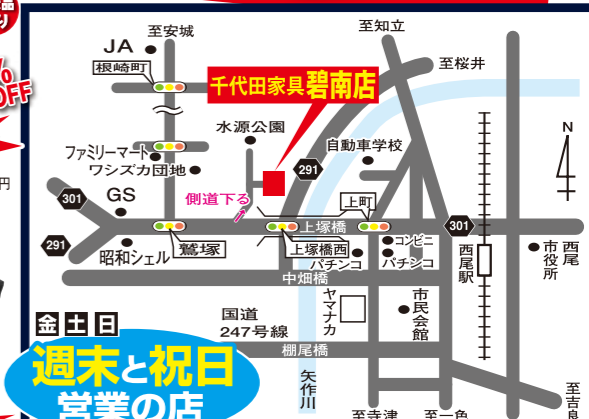 品
%
OFF
円
至安城
JA
根崎町
至知立
至桜井
千代田家具 碧南店
水源公園
自動車学校
N
ファミリーマート
ワシズカ団地
291
側道下る
301
GS
上町
上塚橋
301
291
昭和シェル
鷲塚
上塚橋西
パチンコ
コンビニ
パチンコ
西尾駅
西尾
市役所
中畑橋
ヤマナカ
市民会館
国道
247号線
棚尾橋
矢作川
金 土 日
週末と祝日
営業の店
至寺津
至一色
至吉良